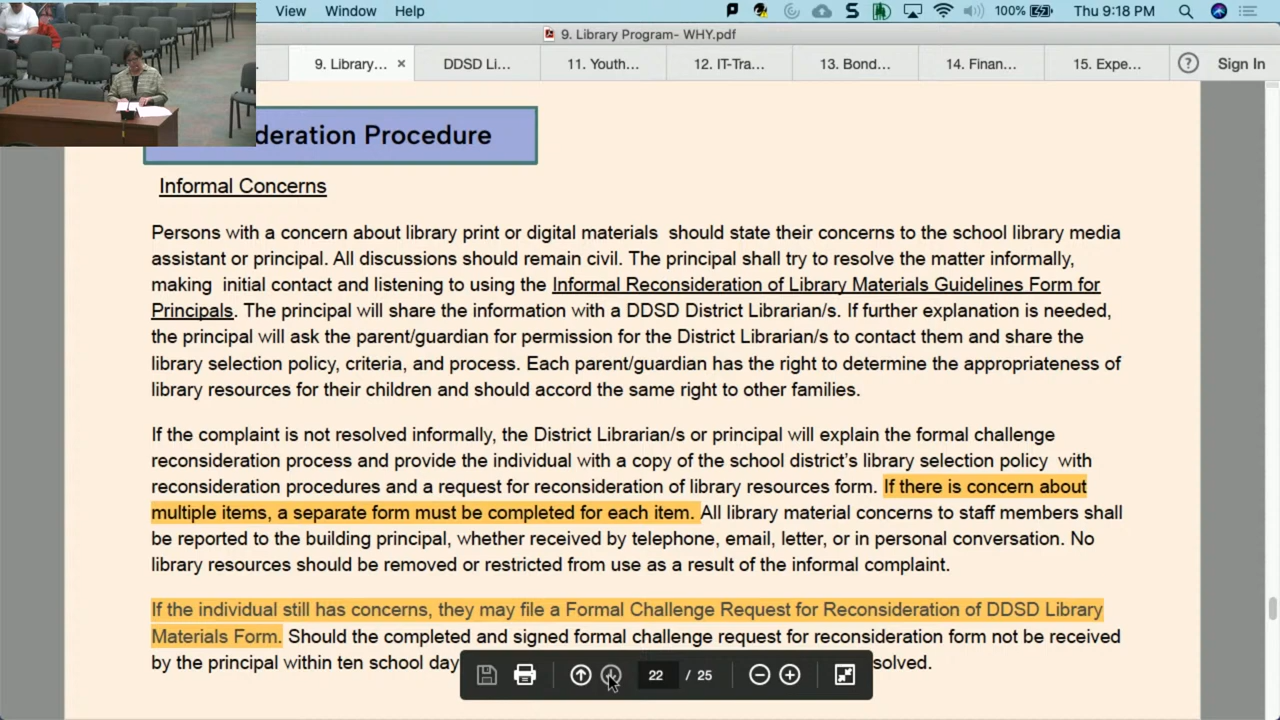 View Window Help 100% Thu 9:18 PM
9. Library Program- WHY.pdf
9. Library... × DDSD Li... 11. Youth... 12. IT-Tra... 13. Bond... 14. Finan... 15. Expe... ? Sign In
deration Procedure
Informal Concerns
Persons with a concern about library print or digital materials should state their concerns to the school library media
assistant or principal. All discussions should remain civil. The principal shall try to resolve the matter informally,
making initial contact and listening to using the Informal Reconsideration of Library Materials Guidelines Form for
Principals. The principal will share the information with a DDSD District Librarian/s. If further explanation is needed,
the principal will ask the parent/guardian for permission for the District Librarian/s to contact them and share the
library selection policy, criteria, and process. Each parent/guardian has the right to determine the appropriateness of
library resources for their children and should accord the same right to other families.
If the complaint is not resolved informally, the District Librarian/s or principal will explain the formal challenge
reconsideration process and provide the individual with a copy of the school district's library selection policy with
reconsideration procedures and a request for reconsideration of library resources form. If there is concern about
multiple items, a separate form must be completed for each item. All library material concerns to staff members shall
be reported to the building principal, whether received by telephone, email, letter, or in personal conversation. No
library resources should be removed or restricted from use as a result of the informal complaint.
If the individual still has concerns, they may file a Formal Challenge Request for Reconsideration of DDSD Library
Materials Form. Should the completed and signed formal challenge request for reconsideration form not be received
by the principal within ten school day solved.
22 / 25